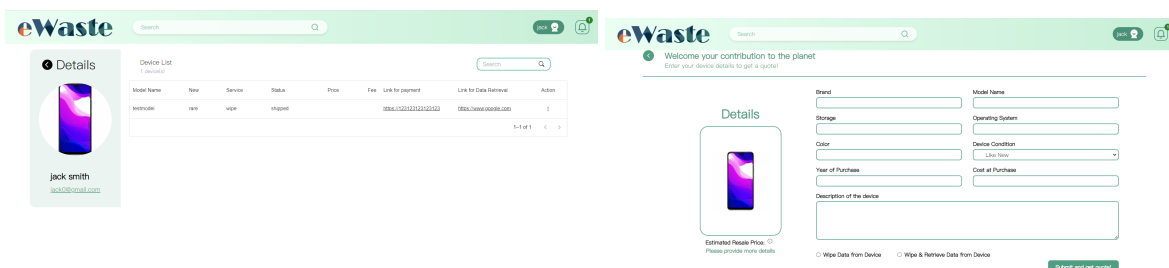 eWaste
Search
jack
1
Details
Device List
1 device(s)
Search
Model Name New Service Status Price Fee Link for payment Link for Data Retrieval Action
testmodel rare wipe shipped https://123123123123123 https://www.google.com
1–1 of 1
jack smith
jack0@gmail.com
eWaste
Search
jack
Welcome your contribution to the planet
Enter your device details to get a quote!
Details
Brand
Model Name
Storage
Operating System
Color
Device Condition
Like New
Year of Purchase
Cost at Purchase
Description of the device
Estimated Resale Price:
Please provide more details
Wipe Data from Device
Wipe & Retrieve Data from Device
Submit and get quote!